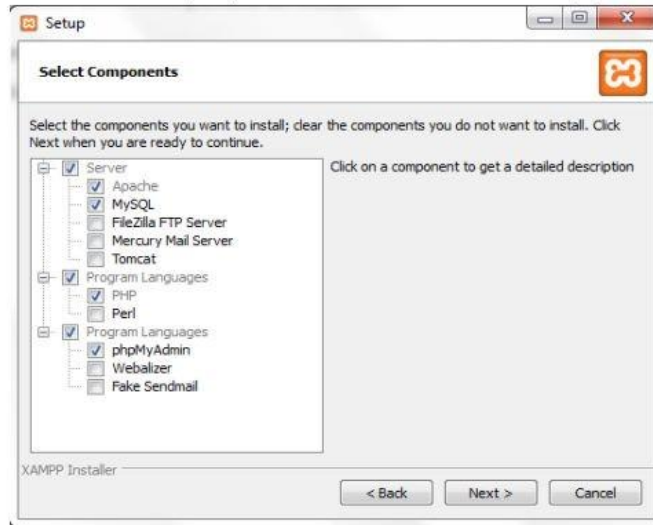 Setup
Select Components
Select the components you want to install; clear the components you do not want to install. Click
Next when you are ready to continue.
Server
Apache
MySQL
FileZilla FTP Server
Mercury Mail Server
Tomcat
Program Languages
PHP
Perl
Program Languages
phpMyAdmin
Webalizer
Fake Sendmail
Click on a component to get a detailed description
XAMPP Installer
< Back
Next >
Cancel